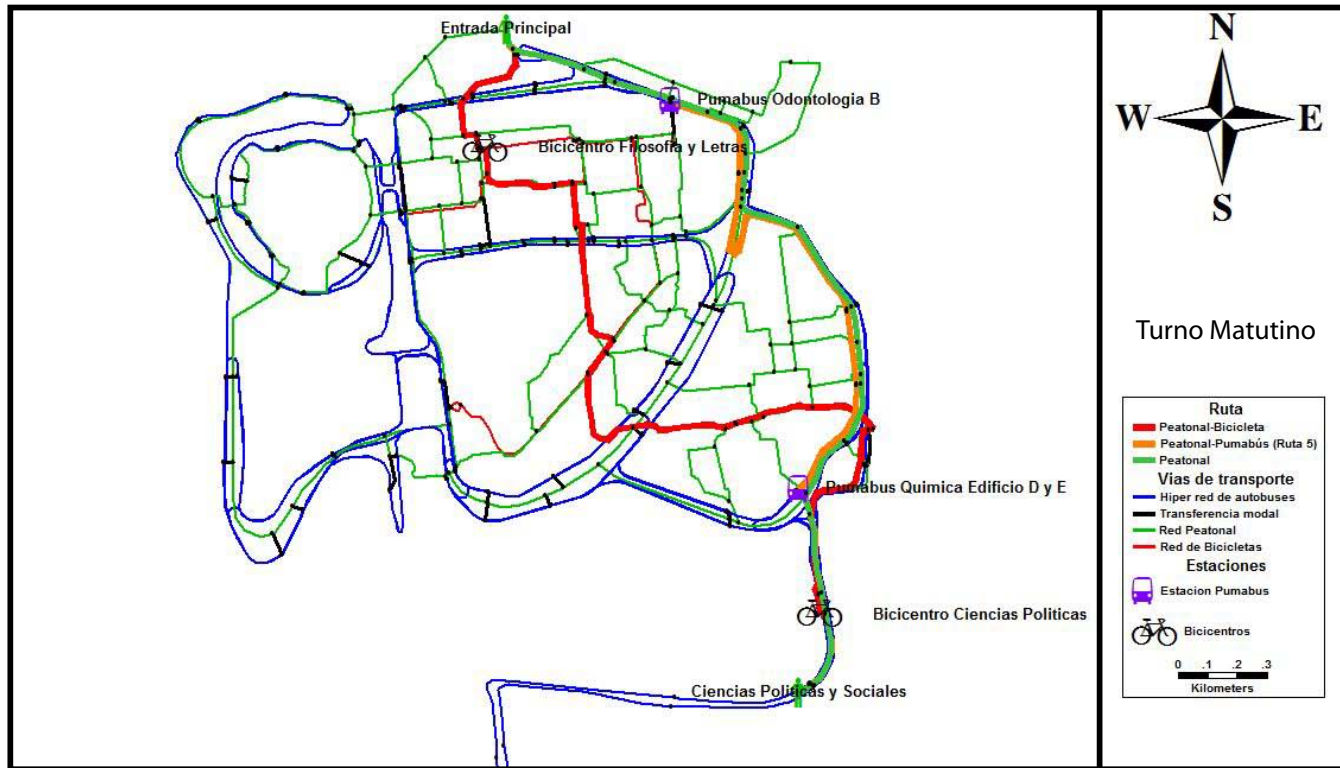 Entrada Principal
Pumabus Odontologia B
Bicicentro Filosofia y Letras
Pumabus Quimica Edificio D y E
Bicicentro Ciencias Politicas
Ciencias Politicas y Sociales
N
W E
S
Turno Matutino
Ruta
Peatonal-Bicicleta
Peatonal-Pumabús (Ruta 5)
Peatonal
Vias de transporte
Hiper red de autobuses
Transferencia modal
Red Peatonal
Red de Bicicletas
Estaciones
Estacion Pumabus
Bicicentros
0 .1 .2 .3
Kilometers